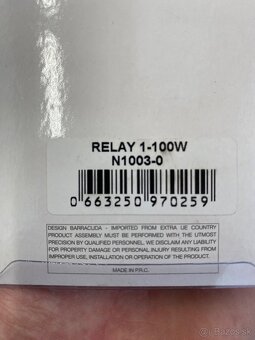 RELAY 1-100W
N1003-0
0 663250 970259
DESIGN BARRACUDA - IMPORTED FROM EXTRA UE COUNTRY
PRODUCT ASSEMBLY MUST BE PERFORMED WITH THE UTMOST
PRECISION BY QUALIFIED PERSONNEL, WE DISCLAIM ANY LIABILITY
FOR PROPERTY DAMAGE OR PERSONAL INJURY RESULTING FROM
IMPROPER USE, INSTALLATION OR OPERATION OF THE PRODUCT.
MADE IN P.R.C.
bazos.sk